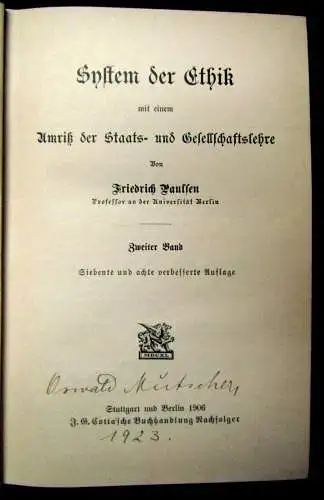 System der Ethik
mit einem
Umriß der Staats- und Gesellschaftslehre
Von
Friedrich Paulsen
Professor an der Universität Berlin
Zweiter Band
Siebente und achte verbesserte Auflage
Oswald Mutscher,
Stuttgart und Berlin 1906
J. G. Cotta'sche Buchhandlung Nachfolger
1923.